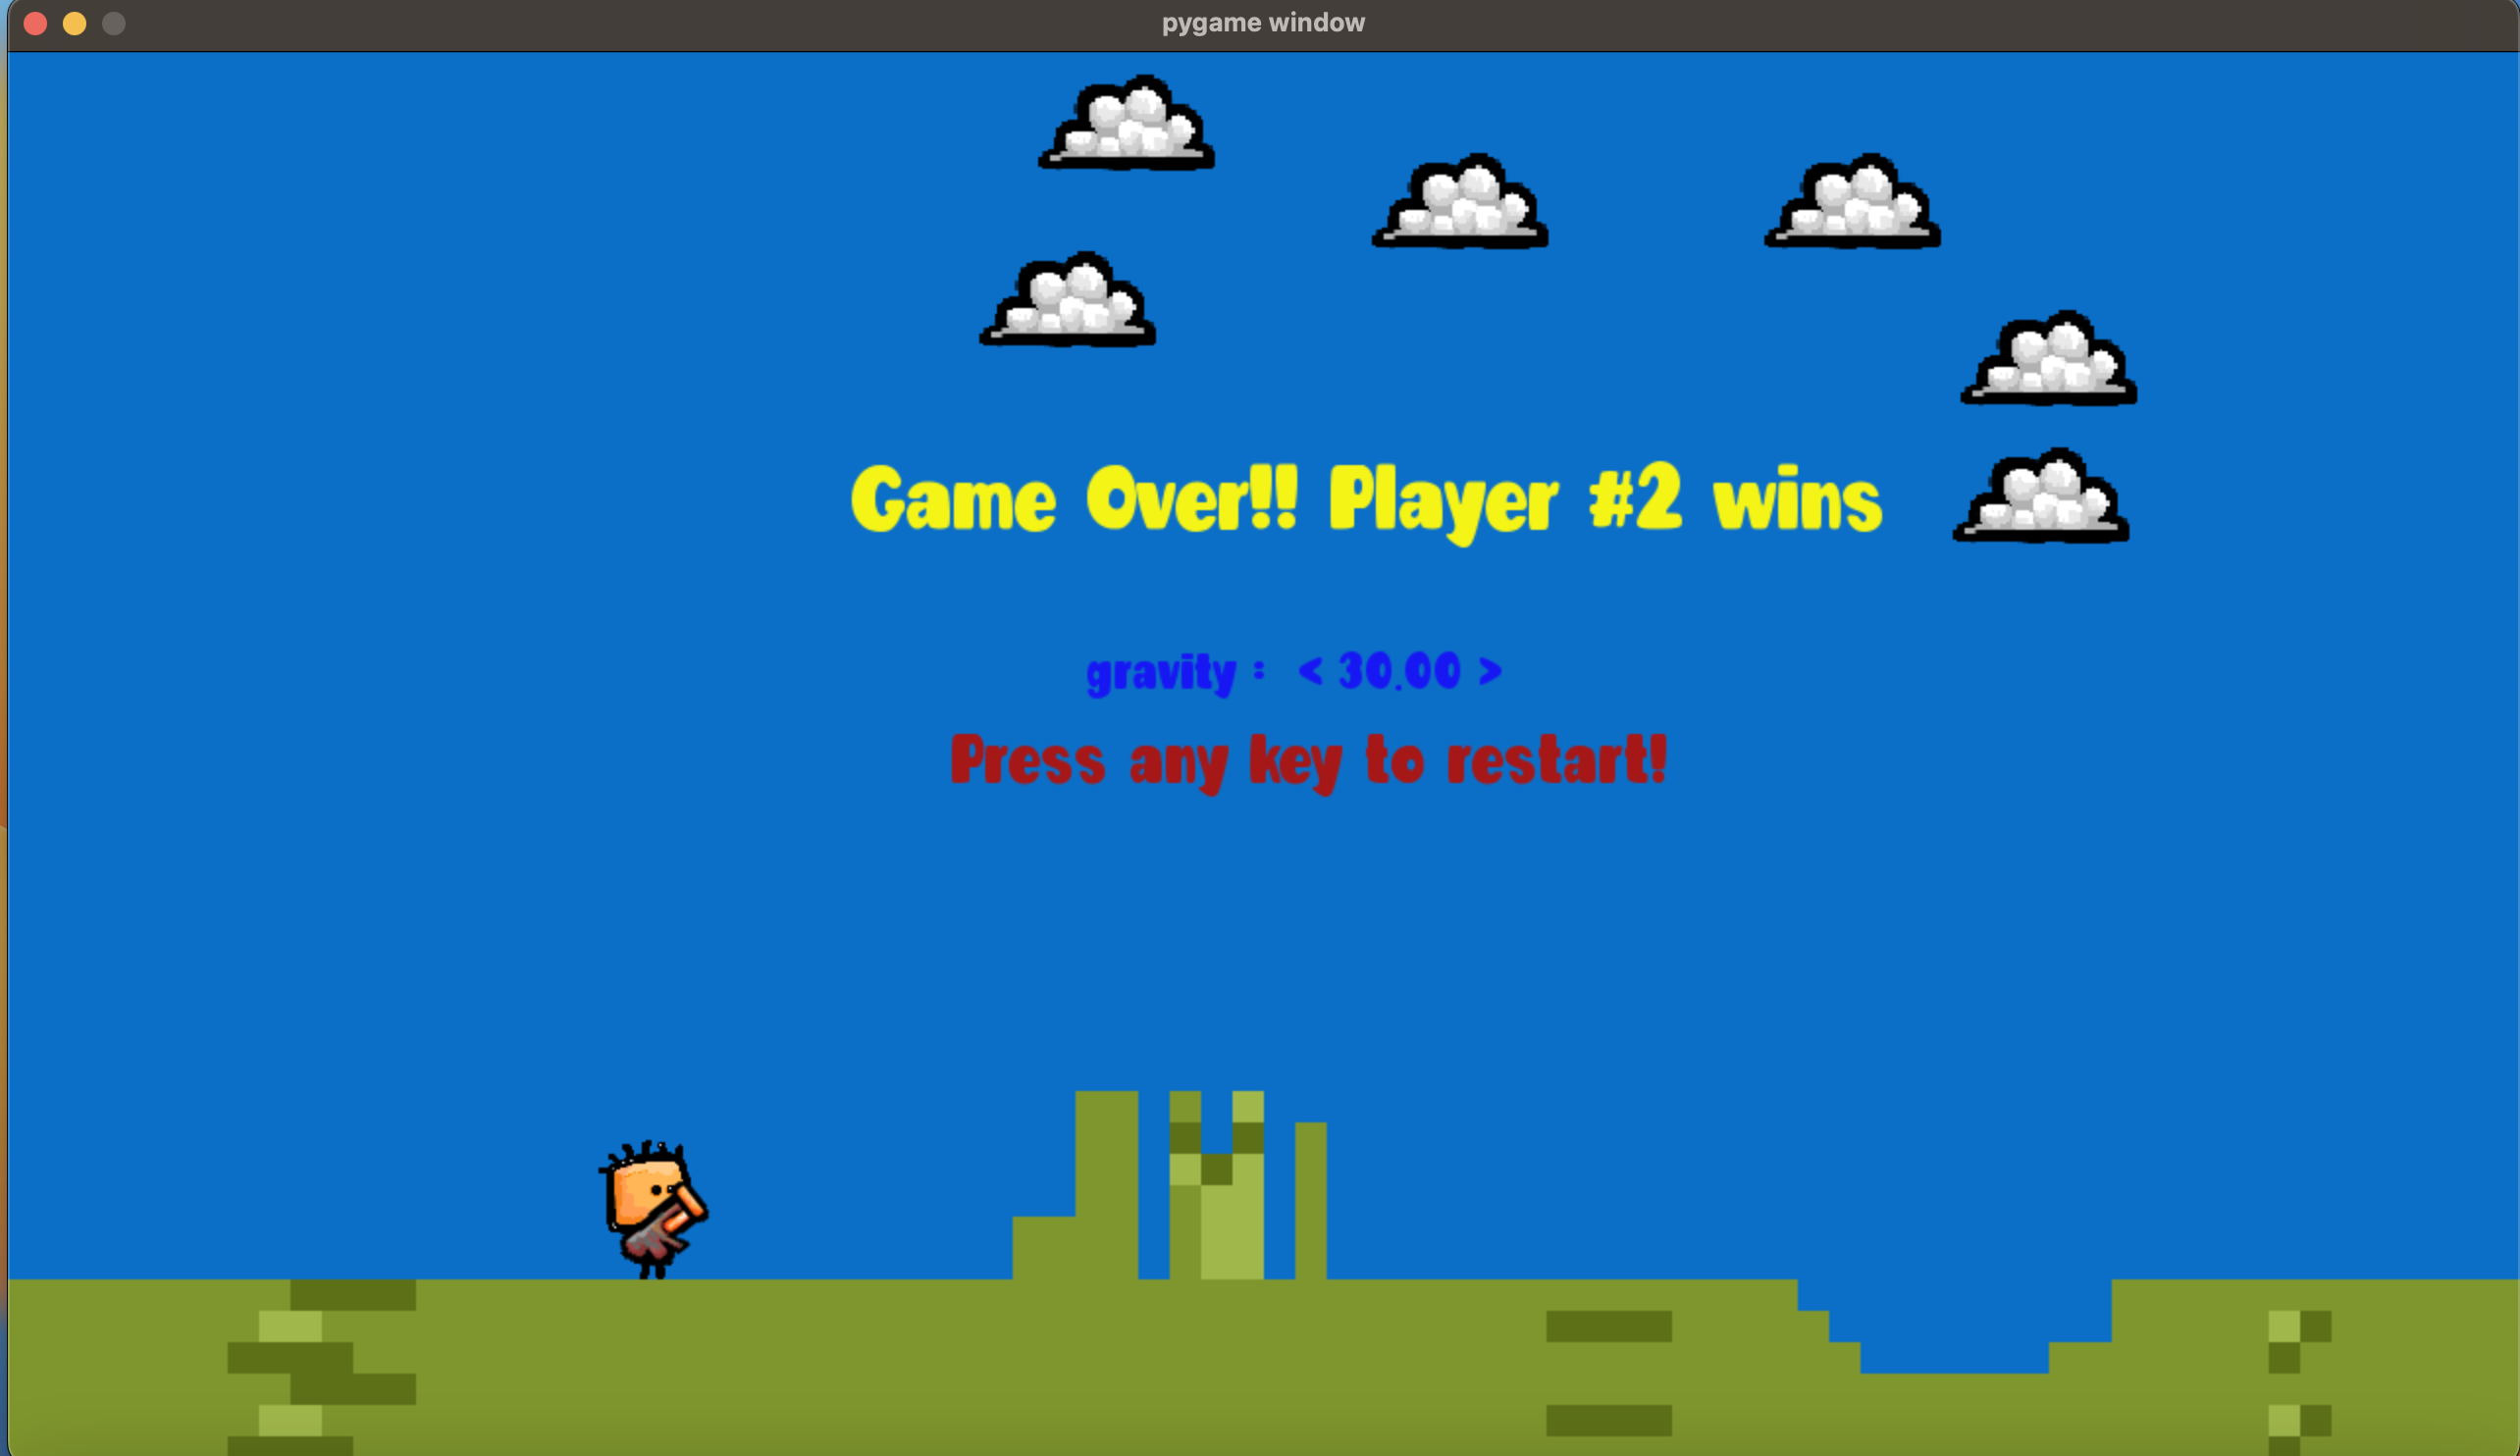 pygame window
Game Over!! Player #2 wins
gravity : < 30.00 >
Press any key to restart!